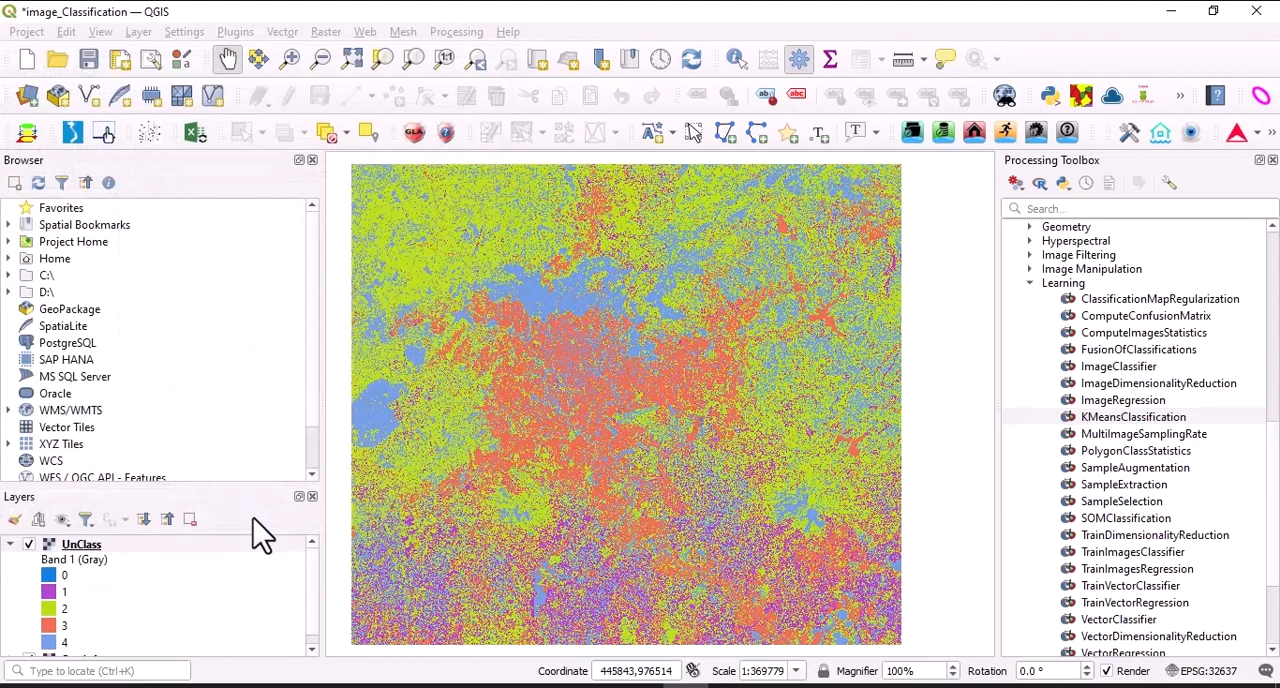 *image_Classification — QGIS
Project Edit View Layer Settings Plugins Vector Raster Web Mesh Processing Help
Browser
Favorites
Spatial Bookmarks
Project Home
Home
C:\
D:\
GeoPackage
SpatiaLite
PostgreSQL
SAP HANA
MS SQL Server
Oracle
WMS/WMTS
Vector Tiles
XYZ Tiles
WCS
WFS / OGC API - Features
Layers
UnClass
Band 1 (Gray)
0
1
2
3
4
Processing Toolbox
Search...
Geometry
Hyperspectral
Image Filtering
Image Manipulation
Learning
ClassificationMapRegularization
ComputeConfusionMatrix
ComputeImagesStatistics
FusionOfClassifications
ImageClassifier
ImageDimensionalityReduction
ImageRegression
KMeansClassification
MultiImageSamplingRate
PolygonClassStatistics
SampleAugmentation
SampleExtraction
SampleSelection
SOMClassification
TrainDimensionalityReduction
TrainImagesClassifier
TrainImagesRegression
TrainVectorClassifier
TrainVectorRegression
VectorClassifier
VectorDimensionalityReduction
VectorRegression
Type to locate (Ctrl+K) Coordinate 445843,976514 Scale 1:369779 Magnifier 100% Rotation 0.0 ° Render EPSG:32637